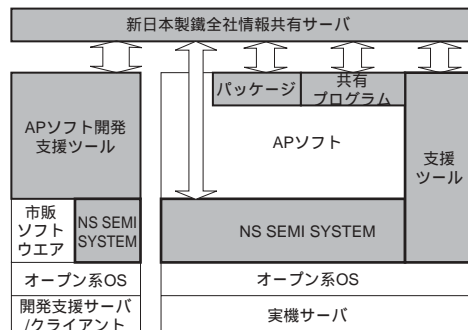 新日本製鐵全社情報共有サーバ
パッケージ
共有
プログラム
APソフト開発
支援ツール
APソフト
支援
ツール
市販
ソフト
ウエア
NS SEMI
SYSTEM
NS SEMI SYSTEM
オープン系OS
オープン系OS
開発支援サーバ
/クライアント
実機サーバ